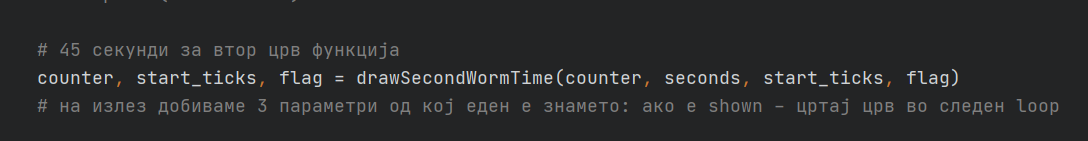 # 45 секунди за втор црв функција
counter, start_ticks, flag = drawSecondWormTime(counter, seconds, start_ticks, flag)
# на излез добиваме 3 параметри од кој еден е знамето: ако е shown – цртај црв во следен loop